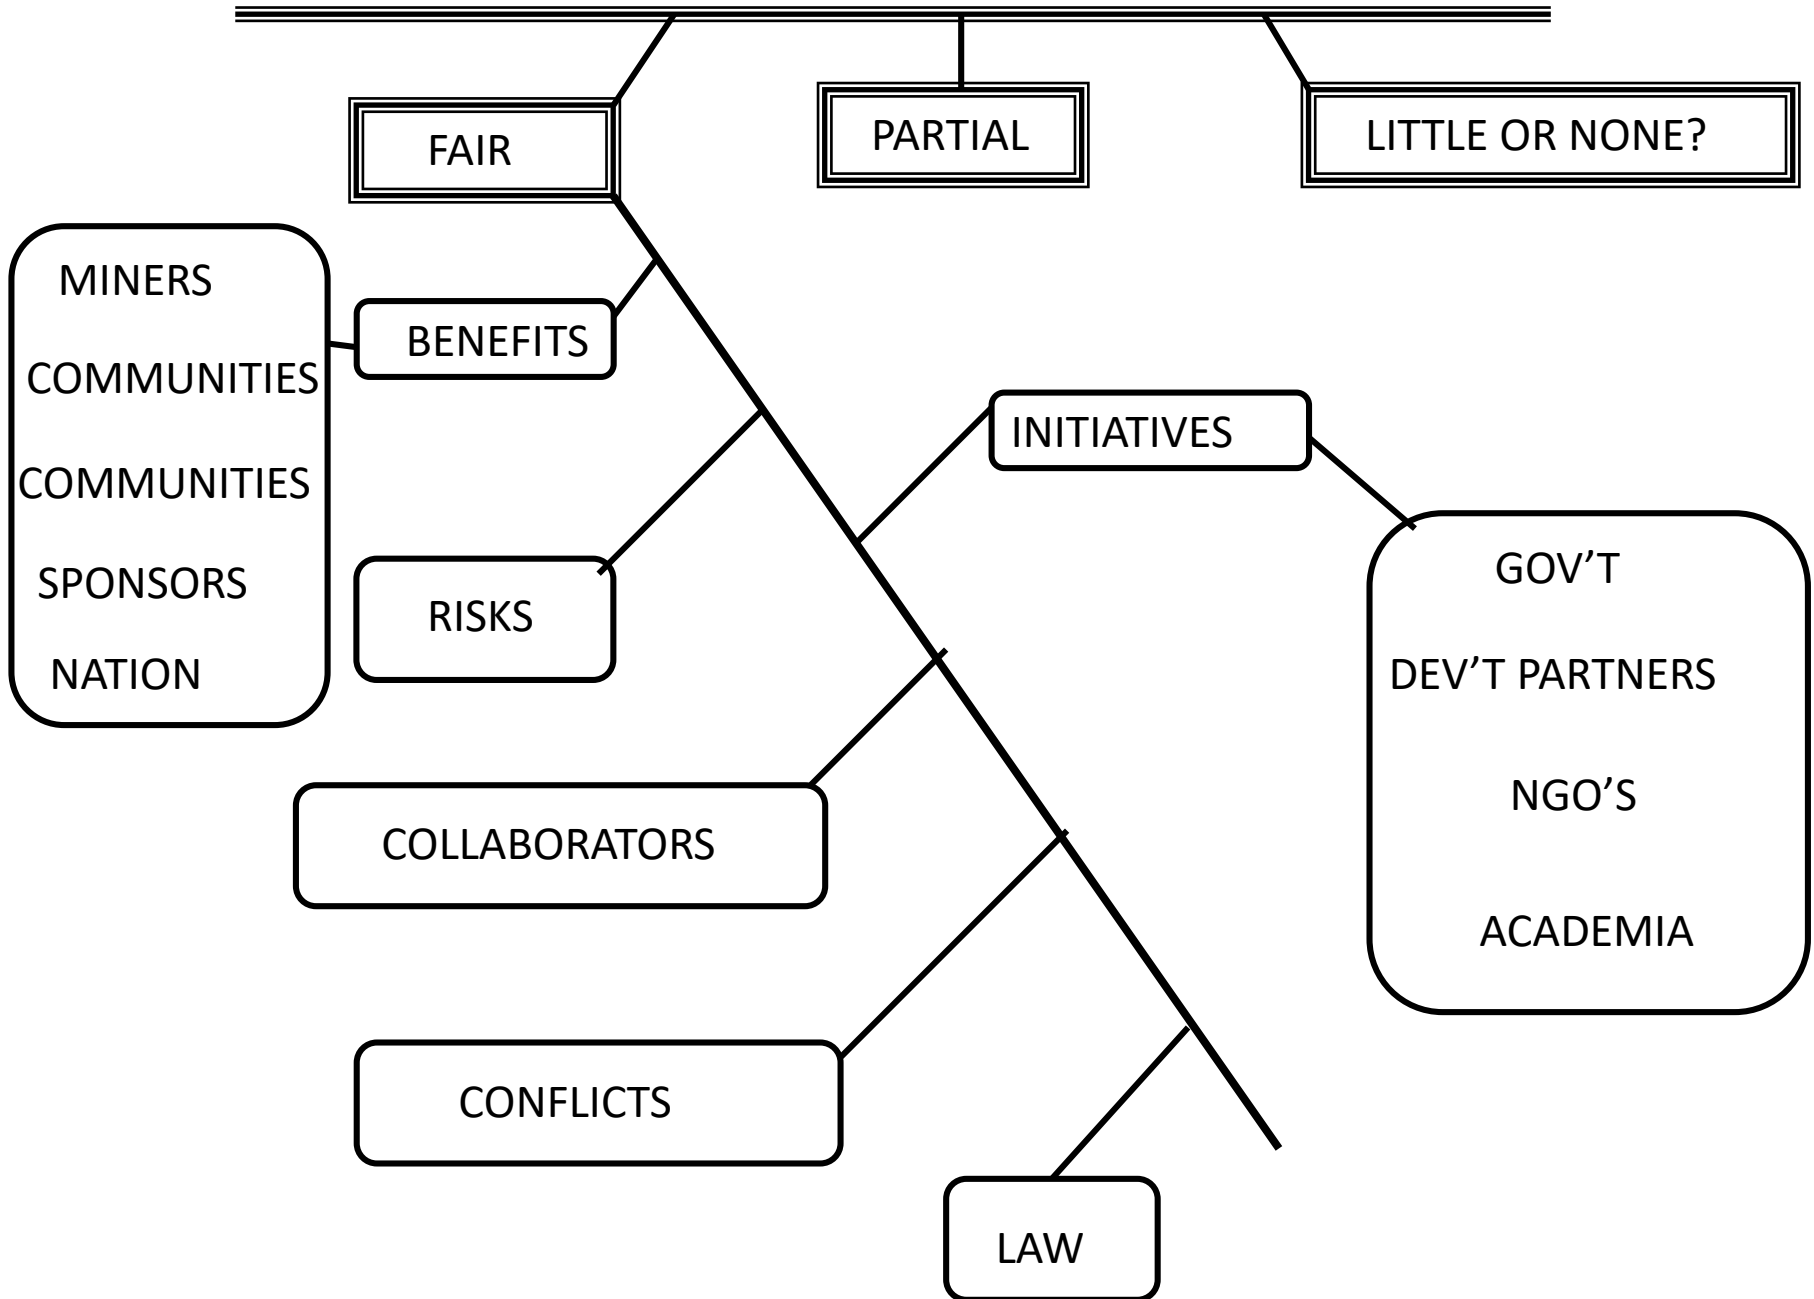 FAIR
PARTIAL
LITTLE OR NONE?
MINERS
COMMUNITIES
COMMUNITIES
SPONSORS
NATION
BENEFITS
INITIATIVES
GOV’T
DEV’T PARTNERS
NGO’S
ACADEMIA
RISKS
COLLABORATORS
CONFLICTS
LAW